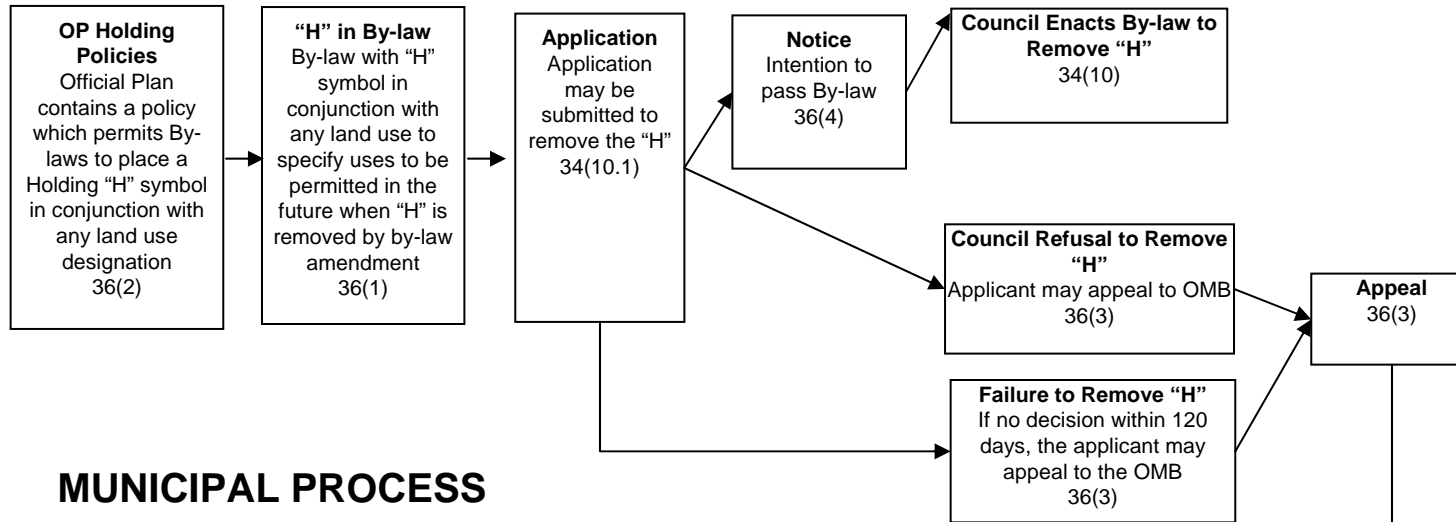 OP Holding
Policies
Official Plan
contains a policy
which permits By-
laws to place a
Holding “H” symbol
in conjunction with
any land use
designation
36(2)
“H” in By-law
By-law with “H”
symbol in
conjunction with
any land use to
specify uses to be
permitted in the
future when “H” is
removed by by-law
amendment
36(1)
Application
Application
may be
submitted to
remove the “H”
34(10.1)
Notice
Intention to
pass By-law
36(4)
Council Enacts By-law to
Remove “H”
34(10)
Council Refusal to Remove
“H”
Applicant may appeal to OMB
36(3)
Failure to Remove “H”
If no decision within 120
days, the applicant may
appeal to the OMB
36(3)
Appeal
36(3)
MUNICIPAL PROCESS